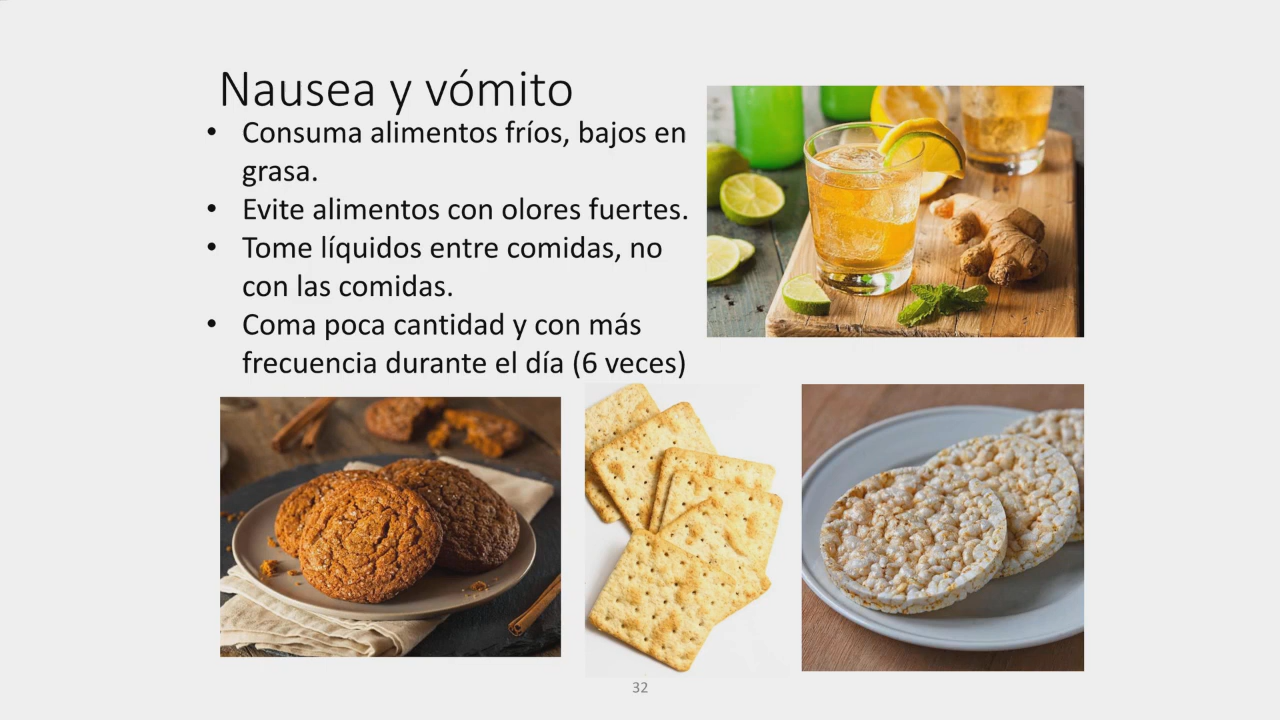 Nausea y vómito
• Consuma alimentos fríos, bajos en
grasa.
• Evite alimentos con olores fuertes.
• Tome líquidos entre comidas, no
con las comidas.
• Coma poca cantidad y con más
frecuencia durante el día (6 veces)
32